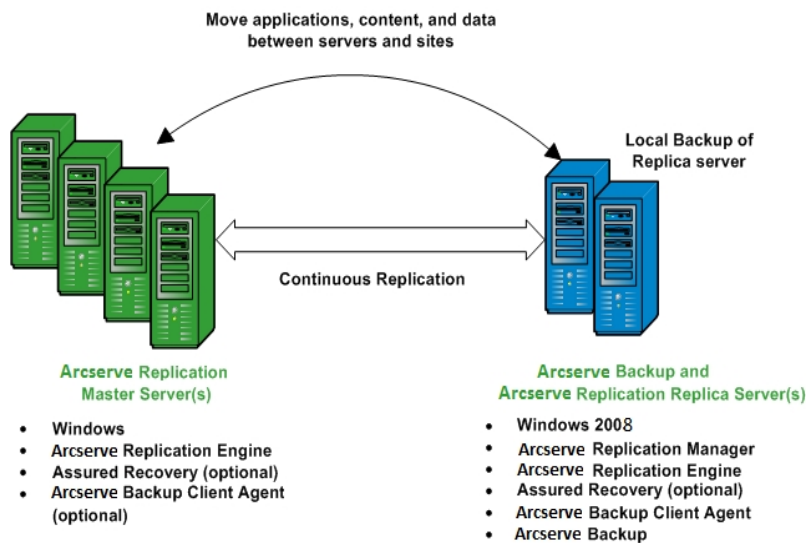 Move applications, content, and data
between servers and sites
Local Backup of
Replica server
Continuous Replication
Arcserve Replication
Master Server(s)
• Windows
• Arcserve Replication Engine
• Assured Recovery (optional)
• Arcserve Backup Client Agent
(optional)
Arcserve Backup and
Arcserve Replication Replica Server(s)
• Windows 2008
• Arcserve Replication Manager
• Arcserve Replication Engine
• Assured Recovery (optional)
• Arcserve Backup Client Agent
• Arcserve Backup